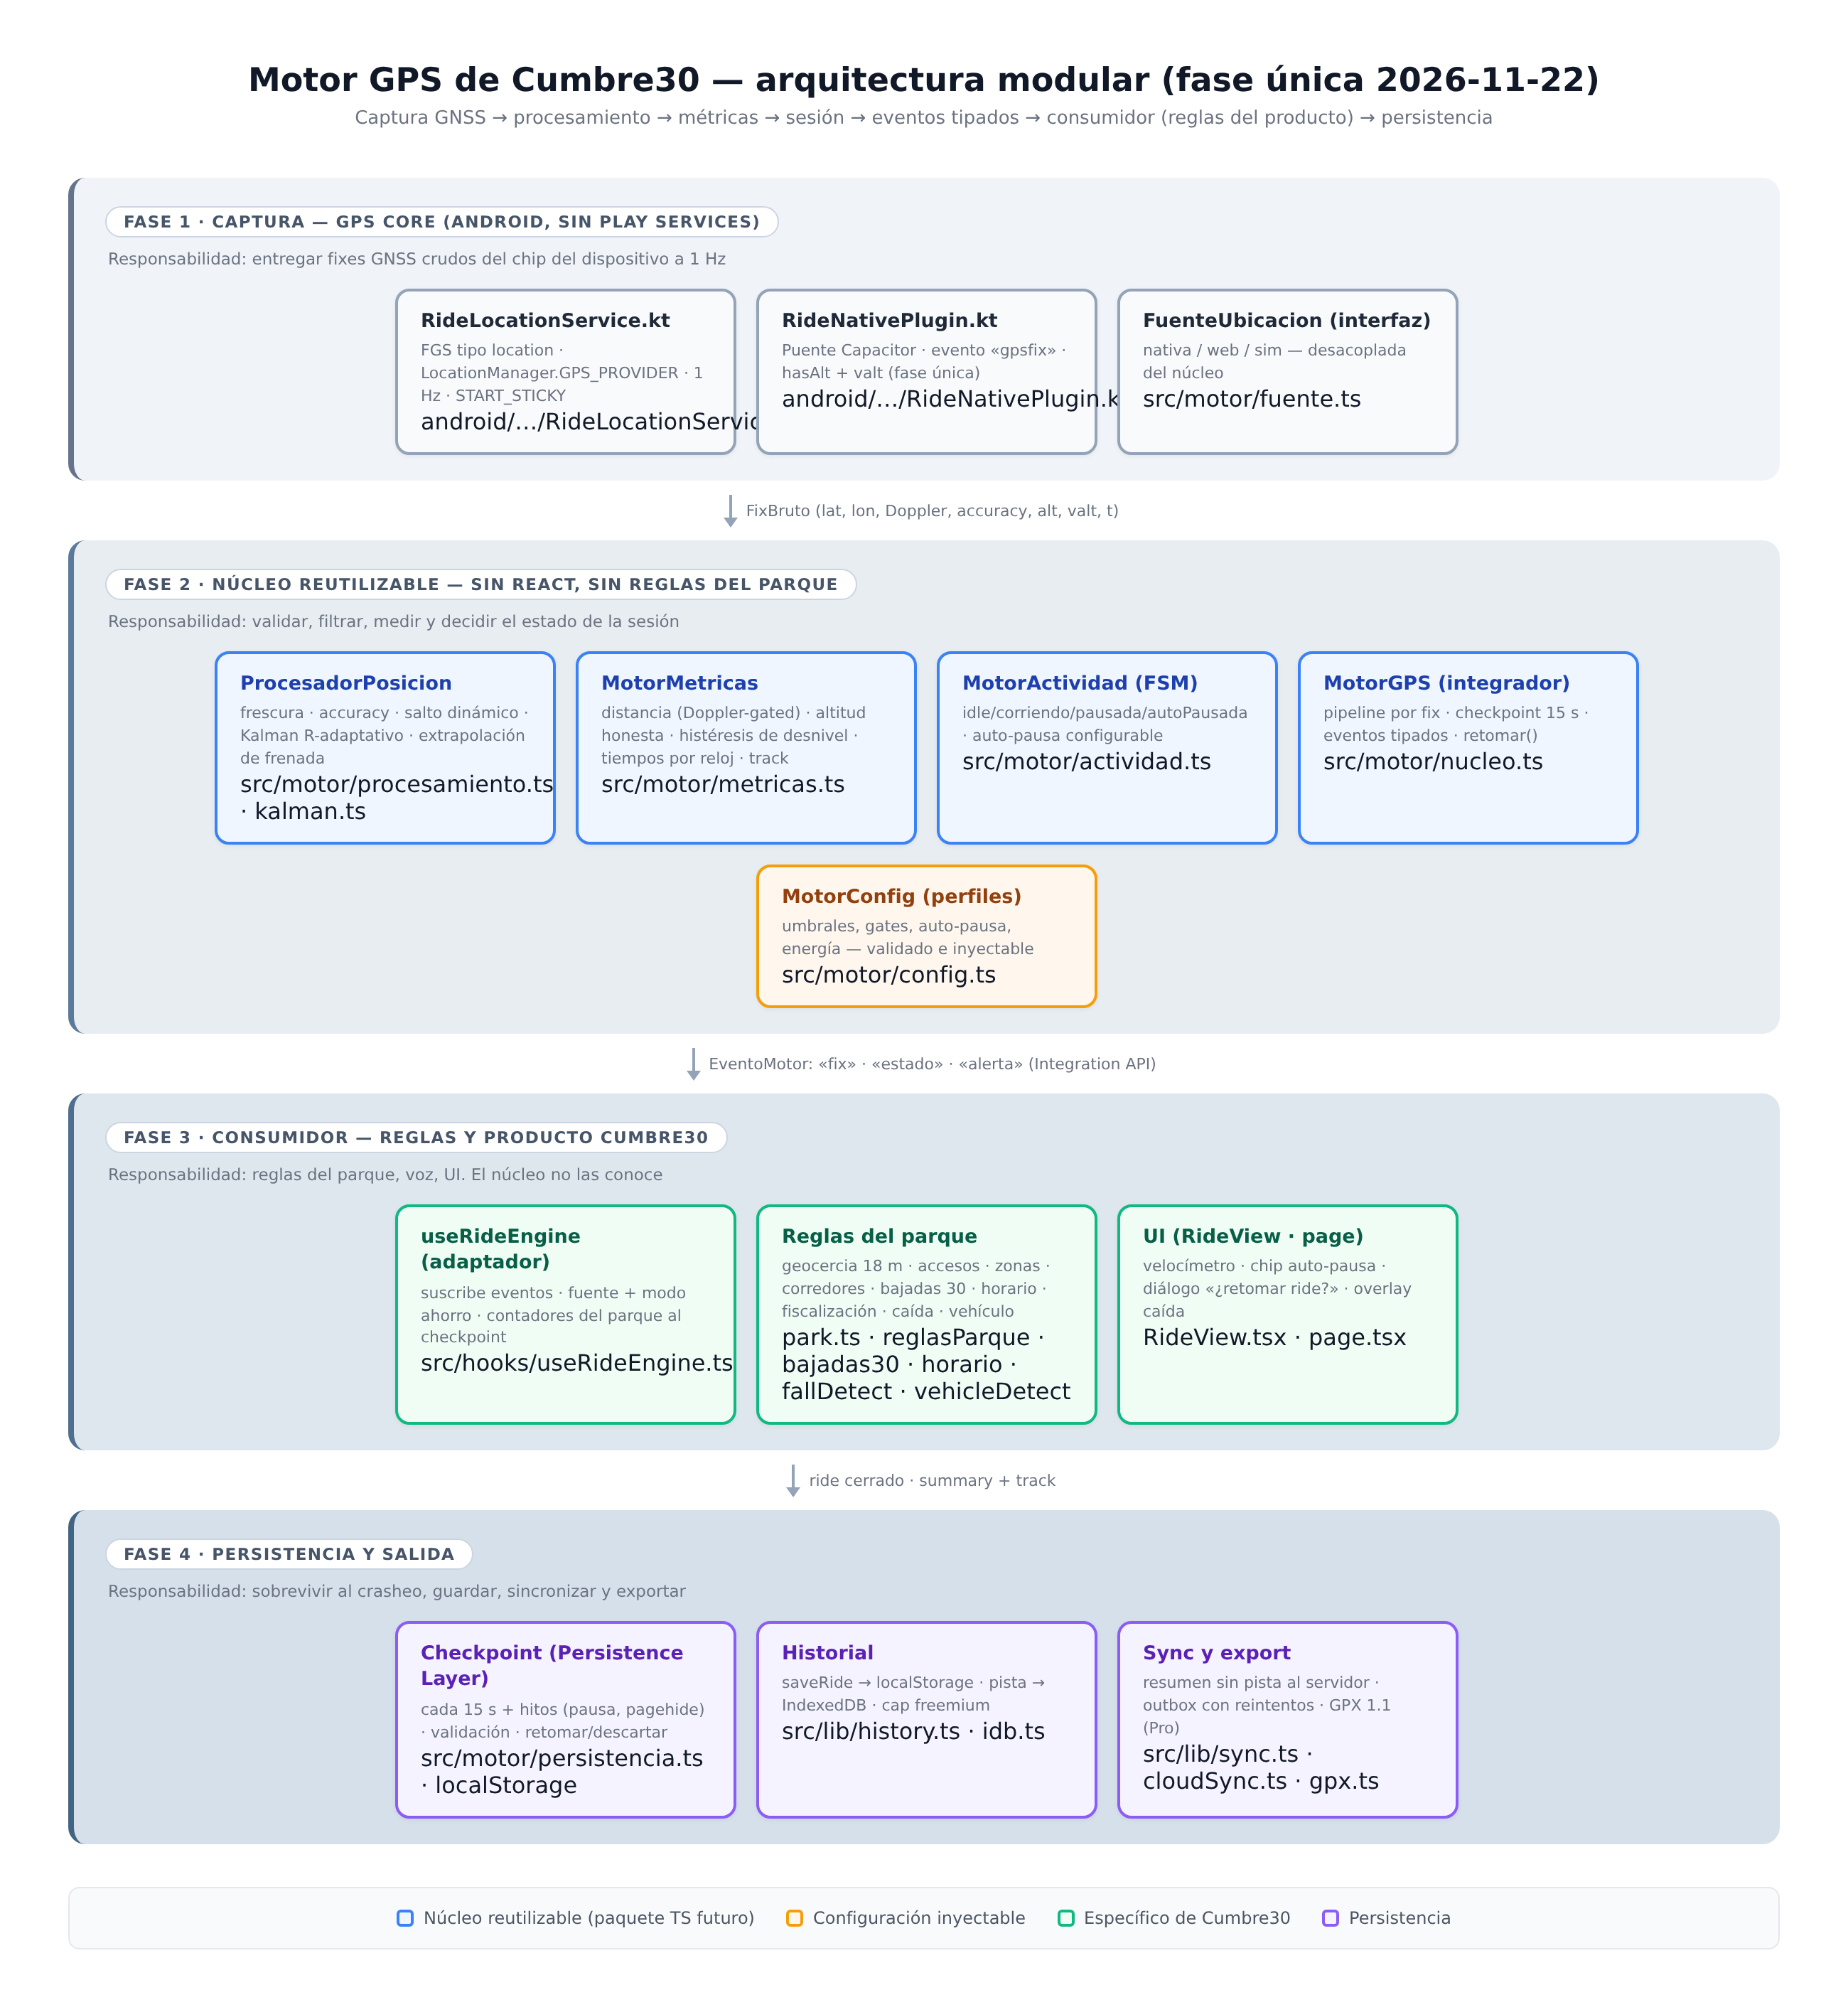 Motor GPS de Cumbre30 — arquitectura modular (fase única 2026-11-22)
Captura GNSS → procesamiento → métricas → sesión → eventos tipados → consumidor (reglas del producto) → persistencia
FASE 1 · CAPTURA — GPS CORE (ANDROID, SIN PLAY SERVICES)
Responsabilidad: entregar fixes GNSS crudos del chip del dispositivo a 1 Hz
RideLocationService.kt
FGS tipo location ·
LocationManager.GPS_PROVIDER · 1
Hz · START_STICKY
android/…/RideLocationServic
RideNativePlugin.kt
Puente Capacitor · evento «gpsfix» ·
hasAlt + valt (fase única)
android/…/RideNativePlugin.k
FuenteUbicacion (interfaz)
nativa / web / sim — desacoplada
del núcleo
src/motor/fuente.ts
FixBruto (lat, lon, Doppler, accuracy, alt, valt, t)
FASE 2 · NÚCLEO REUTILIZABLE — SIN REACT, SIN REGLAS DEL PARQUE
Responsabilidad: validar, filtrar, medir y decidir el estado de la sesión
ProcesadorPosicion
frescura · accuracy · salto dinámico ·
Kalman R-adaptativo · extrapolación
de frenada
src/motor/procesamiento.ts
· kalman.ts
MotorMetricas
distancia (Doppler-gated) · altitud
honesta · histéresis de desnivel ·
tiempos por reloj · track
src/motor/metricas.ts
MotorActividad (FSM)
idle/corriendo/pausada/autoPausada
· auto-pausa configurable
src/motor/actividad.ts
MotorGPS (integrador)
pipeline por fix · checkpoint 15 s ·
eventos tipados · retomar()
src/motor/nucleo.ts
MotorConfig (perfiles)
umbrales, gates, auto-pausa,
energía — validado e inyectable
src/motor/config.ts
EventoMotor: «fix» · «estado» · «alerta» (Integration API)
FASE 3 · CONSUMIDOR — REGLAS Y PRODUCTO CUMBRE30
Responsabilidad: reglas del parque, voz, UI. El núcleo no las conoce
useRideEngine
(adaptador)
suscribe eventos · fuente + modo
ahorro · contadores del parque al
checkpoint
src/hooks/useRideEngine.ts
Reglas del parque
geocercia 18 m · accesos · zonas ·
corredores · bajadas 30 · horario ·
fiscalización · caída · vehículo
park.ts · reglasParque ·
bajadas30 · horario ·
fallDetect · vehicleDetect
UI (RideView · page)
velocímetro · chip auto-pausa ·
diálogo «¿retomar ride?» · overlay
caída
RideView.tsx · page.tsx
ride cerrado · summary + track
FASE 4 · PERSISTENCIA Y SALIDA
Responsabilidad: sobrevivir al crasheo, guardar, sincronizar y exportar
Checkpoint (Persistence
Layer)
cada 15 s + hitos (pausa, pagehide)
· validación · retomar/descartar
src/motor/persistencia.ts
· localStorage
Historial
saveRide → localStorage · pista →
IndexedDB · cap freemium
src/lib/history.ts · idb.ts
Sync y export
resumen sin pista al servidor ·
outbox con reintentos · GPX 1.1
(Pro)
src/lib/sync.ts ·
cloudSync.ts · gpx.ts
Núcleo reutilizable (paquete TS futuro)
Configuración inyectable
Específico de Cumbre30
Persistencia